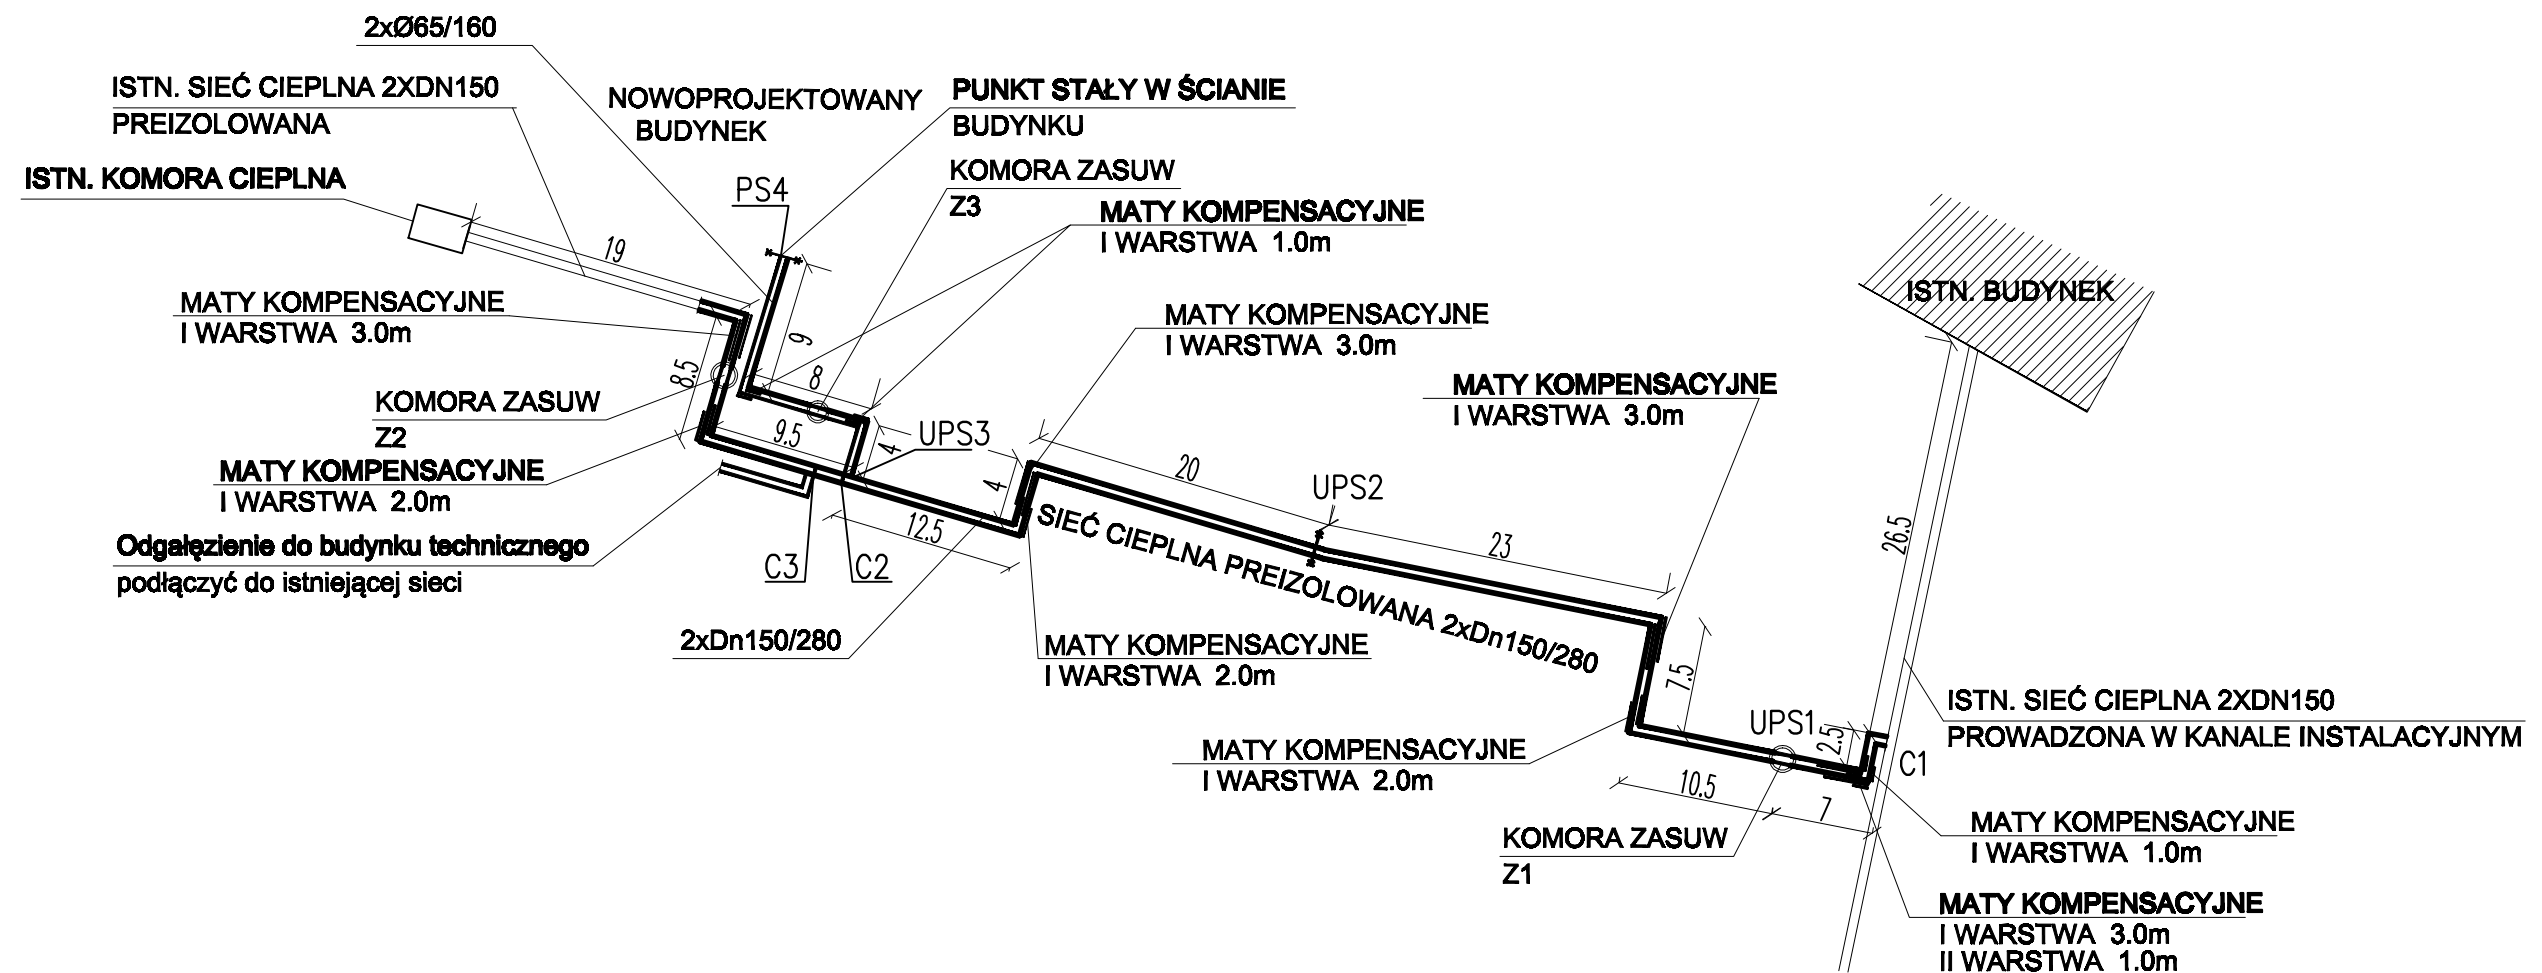 2xØ65/160
ISTN. SIEĆ CIEPLNA 2XDN150
PREIZOLOWANA
NOWOPROJEKTOWANY
BUDYNEK
PUNKT STAŁY W ŚCIANIE
BUDYNKU
ISTN. KOMORA CIEPLNA
PS4
KOMORA ZASUW
Z3
MATY KOMPENSACYJNE
I WARSTWA 1.0m
19
ISTN. BUDYNEK
MATY KOMPENSACYJNE
I WARSTWA 3.0m
9
MATY KOMPENSACYJNE
I WARSTWA 3.0m
8.5
8
MATY KOMPENSACYJNE
I WARSTWA 3.0m
KOMORA ZASUW
Z2
9.5
4
UPS3
MATY KOMPENSACYJNE
I WARSTWA 2.0m
4
20
UPS2
Odgałęzienie do budynku technicznego
podłączyć do istniejącej sieci
C3
C2
12.5
23
26.5
SIEĆ CIEPLNA PREIZOLOWANA 2xDn150/280
2xDn150/280
MATY KOMPENSACYJNE
I WARSTWA 2.0m
7.5
ISTN. SIEĆ CIEPLNA 2XDN150
PROWADZONA W KANALE INSTALACYJNYM
UPS1
2.5
C1
MATY KOMPENSACYJNE
I WARSTWA 2.0m
10.5
7
KOMORA ZASUW
Z1
MATY KOMPENSACYJNE
I WARSTWA 1.0m
MATY KOMPENSACYJNE
I WARSTWA 3.0m
II WARSTWA 1.0m